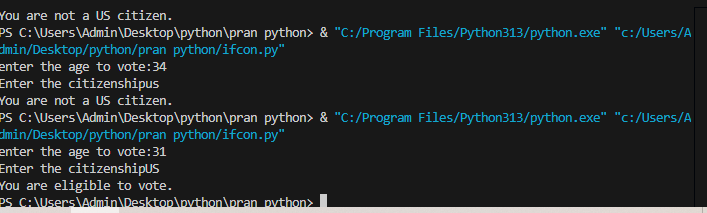 You are not a US citizen.
PS C:\Users\Admin\Desktop\python\pran python> & "C:/Program Files/Python313/python.exe" "c:/Users/A
dmin/Desktop/python/pran python/ifcon.py"
enter the age to vote:34
Enter the citizenshipus
You are not a US citizen.
PS C:\Users\Admin\Desktop\python\pran python> & "C:/Program Files/Python313/python.exe" "c:/Users/A
dmin/Desktop/python/pran python/ifcon.py"
enter the age to vote:31
Enter the citizenshipUS
You are eligible to vote.
PS C:\Users\Admin\Desktop\python\pran python>